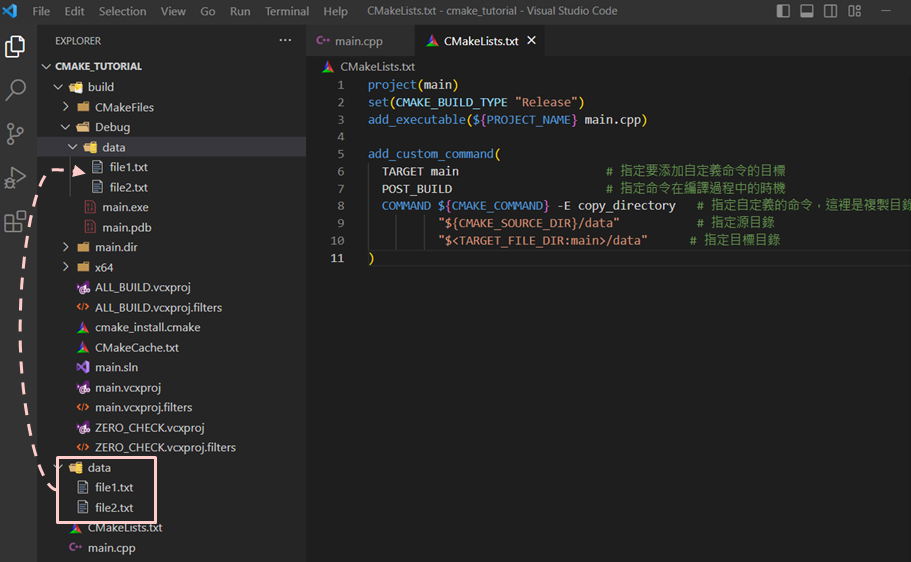 File Edit Selection View Go Run Terminal Help CMakeLists.txt - cmake_tutorial - Visual Studio Code
EXPLORER ···
CMAKE_TUTORIAL
build
CMakeFiles
Debug
data
file1.txt
file2.txt
main.exe
main.pdb
main.dir
x64
ALL_BUILD.vcxproj
ALL_BUILD.vcxproj.filters
cmake_install.cmake
CMakeCache.txt
main.sln
main.vcxproj
main.vcxproj.filters
ZERO_CHECK.vcxproj
ZERO_CHECK.vcxproj.filters
data
file1.txt
file2.txt
CMakeLists.txt
main.cpp
main.cpp CMakeLists.txt
CMakeLists.txt
1 project(main)
2 set(CMAKE_BUILD_TYPE "Release")
3 add_executable(${PROJECT_NAME} main.cpp)
4
5 add_custom_command(
6 TARGET main # 指定要添加自定義命令的目標
7 POST_BUILD # 指定命令在編譯過程中的時機
8 COMMAND ${CMAKE_COMMAND} -E copy_directory # 指定自定義的命令，這裡是複製目錄
9 "${CMAKE_SOURCE_DIR}/data" # 指定源目錄
10 "$<TARGET_FILE_DIR:main>/data" # 指定目標目錄
11 )